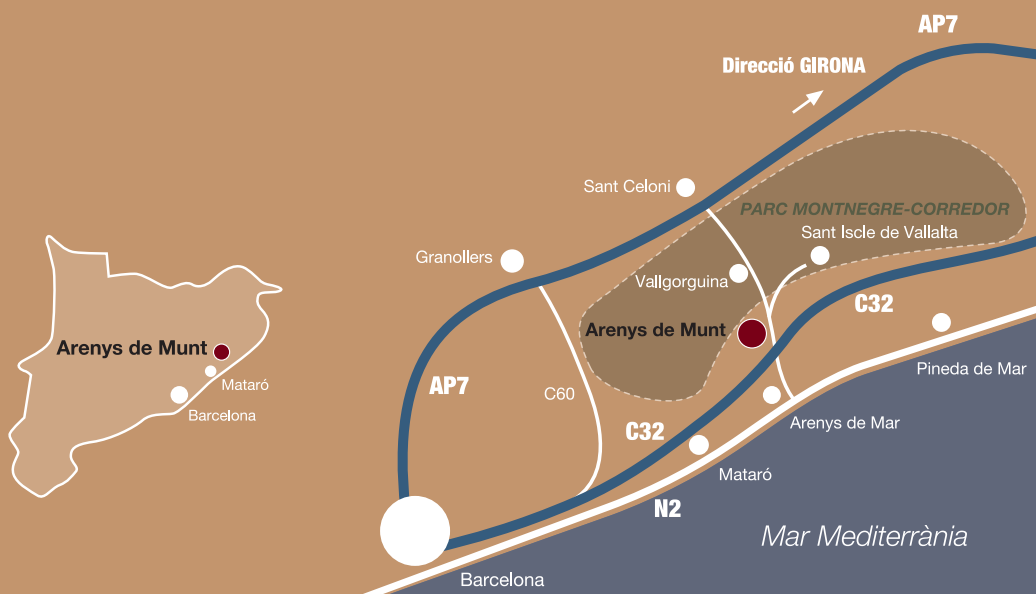 AP7
Direcció GIRONA
Sant Celoni
PARC MONTNEGRE-CORREDOR
Sant Iscle de Vallalta
Granollers
Vallgorguina
C32
Arenys de Munt
Arenys de Munt
Pineda de Mar
Mataró
AP7
C60
Barcelona
Arenys de Mar
C32
Mataró
N2
Mar Mediterrània
Barcelona